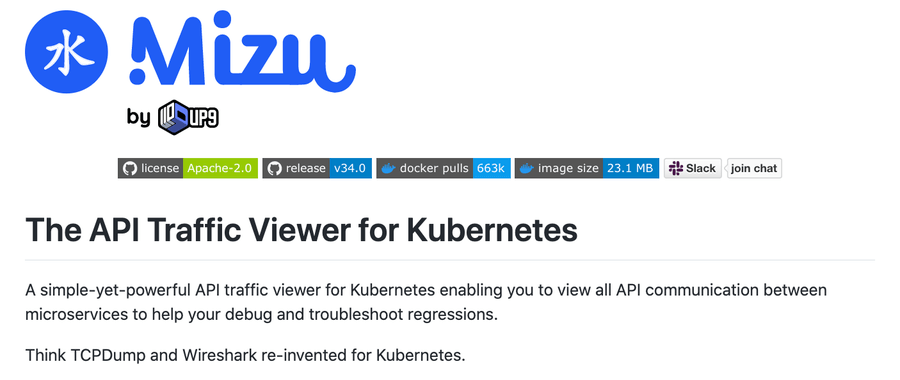 水 Mizu
by UP9
license Apache-2.0 release v34.0 docker pulls 663k image size 23.1 MB Slack join chat
The API Traffic Viewer for Kubernetes
A simple-yet-powerful API traffic viewer for Kubernetes enabling you to view all API communication between
microservices to help your debug and troubleshoot regressions.
Think TCPDump and Wireshark re-invented for Kubernetes.